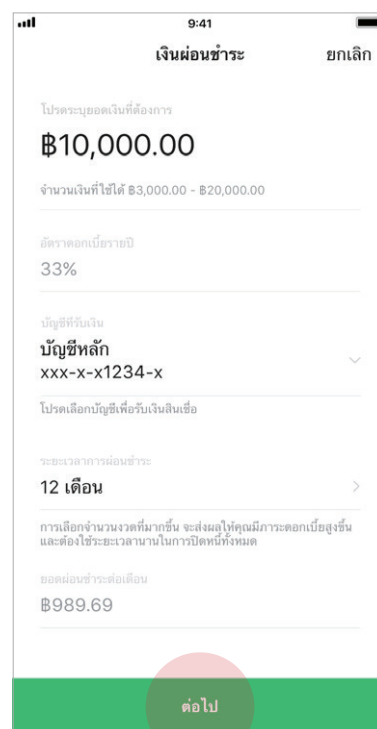 9:41
เงินผ่อนชำระ ยกเลิก
โปรดระบุยอดเงินที่ต้องการ
฿10,000.00
จำนวนเงินที่ใช้ได้ ฿3,000.00 - ฿20,000.00
อัตราดอกเบี้ยรายปี
33%
บัญชีที่รับเงิน
บัญชีหลัก
xxx-x-x1234-x
โปรดเลือกบัญชีเพื่อรับเงินสินเชื่อ
ระยะเวลาการผ่อนชำระ
12 เดือน
การเลือกจำนวนงวดที่มากขึ้น จะส่งผลให้คุณมีภาระดอกเบี้ยสูงขึ้น
และต้องใช้ระยะเวลานานในการปิดหนี้ทั้งหมด
ยอดผ่อนชำระต่อเดือน
฿989.69
ต่อไป